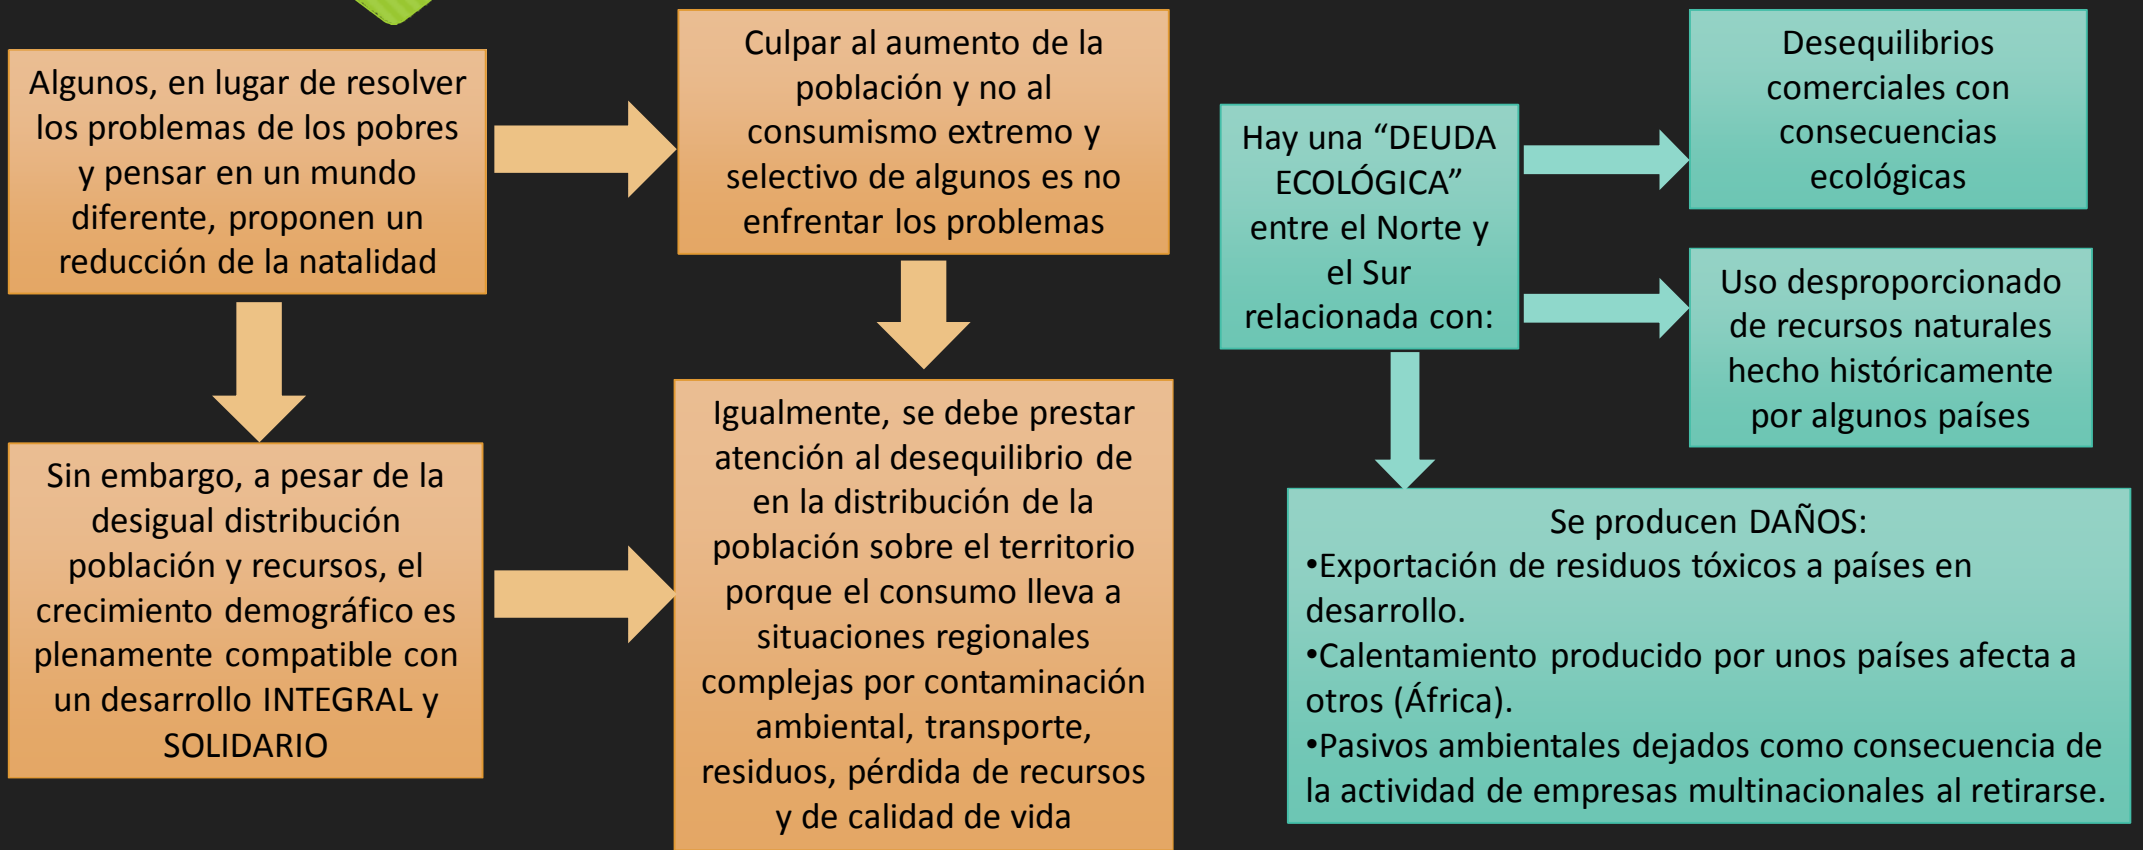 Algunos, en lugar de resolver
los problemas de los pobres
y pensar en un mundo
diferente, proponen un
reducción de la natalidad
Culpar al aumento de la
población y no al
consumismo extremo y
selectivo de algunos es no
enfrentar los problemas
Sin embargo, a pesar de la
desigual distribución
población y recursos, el
crecimiento demográfico es
plenamente compatible con
un desarrollo INTEGRAL y
SOLIDARIO
Igualmente, se debe prestar
atención al desequilibrio de
en la distribución de la
población sobre el territorio
porque el consumo lleva a
situaciones regionales
complejas por contaminación
ambiental, transporte,
residuos, pérdida de recursos
y de calidad de vida
Hay una “DEUDA
ECOLÓGICA”
entre el Norte y
el Sur
relacionada con:
Desequilibrios
comerciales con
consecuencias
ecológicas
Uso desproporcionado
de recursos naturales
hecho históricamente
por algunos países
Se producen DAÑOS:
•Exportación de residuos tóxicos a países en
desarrollo.
•Calentamiento producido por unos países afecta a
otros (África).
•Pasivos ambientales dejados como consecuencia de
la actividad de empresas multinacionales al retirarse.